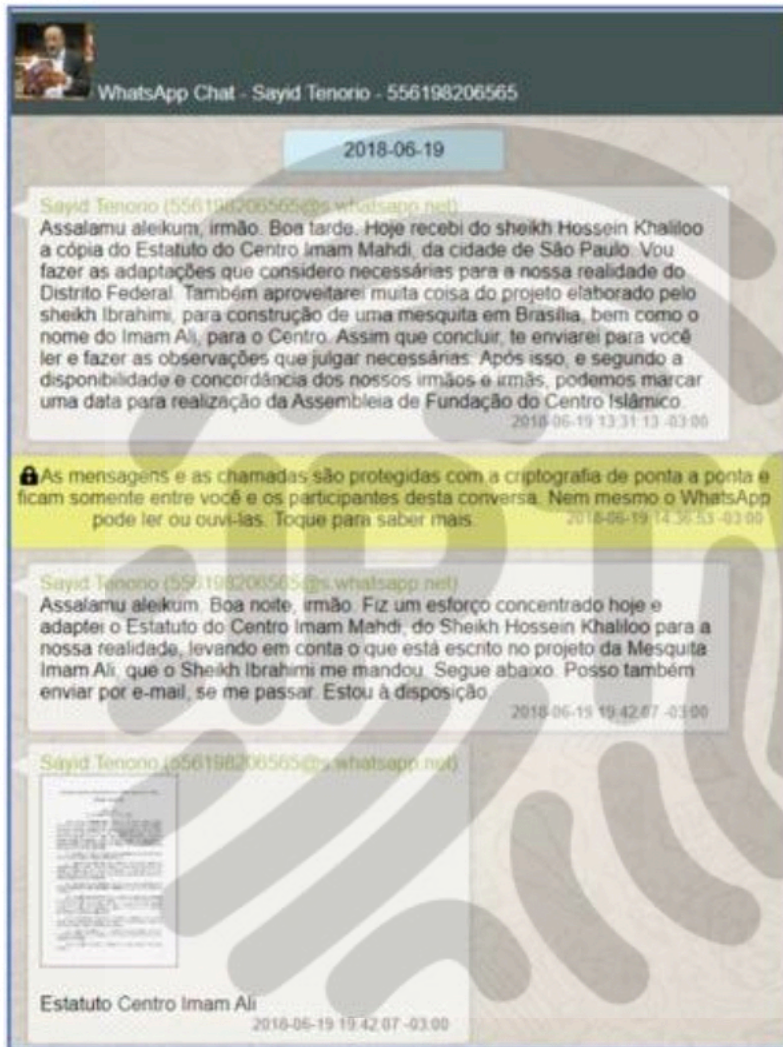 WhatsApp Chat - Sayid Tenorio - 556198206565
2018-06-19
Sayid Tenorio (556198206565@s.whatsapp.net)
Assalamu aleikum, irmão. Boa tarde. Hoje recebi do sheikh Hossein Khaliloo
a cópia do Estatuto do Centro Imam Mahdi, da cidade de São Paulo. Vou
fazer as adaptações que considero necessárias para a nossa realidade do
Distrito Federal. Também aproveitarei muita coisa do projeto elaborado pelo
sheikh Ibrahimi, para construção de uma mesquita em Brasília, bem como o
nome do Imam Ali, para o Centro. Assim que concluir, te enviarei para você
ler e fazer as observações que julgar necessárias. Após isso, e segundo a
disponibilidade e concordância dos nossos irmãos e irmãs, podemos marcar
uma data para realização da Assembleia de Fundação do Centro Islâmico.
2018-06-19 13:31:13 -03:00
As mensagens e as chamadas são protegidas com a criptografia de ponta a ponta e
ficam somente entre você e os participantes desta conversa. Nem mesmo o WhatsApp
pode ler ou ouvi-las. Toque para saber mais. 2018-06-19 14:36:53 -03:00
Sayid Tenorio (556198206565@s.whatsapp.net)
Assalamu aleikum. Boa noite, irmão. Fiz um esforço concentrado hoje e
adaptei o Estatuto do Centro Imam Mahdi, do Sheikh Hossein Khaliloo para a
nossa realidade, levando em conta o que está escrito no projeto da Mesquita
Imam Ali, que o Sheikh Ibrahimi me mandou. Segue abaixo. Posso também
enviar por e-mail, se me passar. Estou à disposição.
2018-06-19 19:42:07 -03:00
Sayid Tenorio (556198206565@s.whatsapp.net)
Estatuto Centro Imam Ali
2018-06-19 19:42:07 -03:00